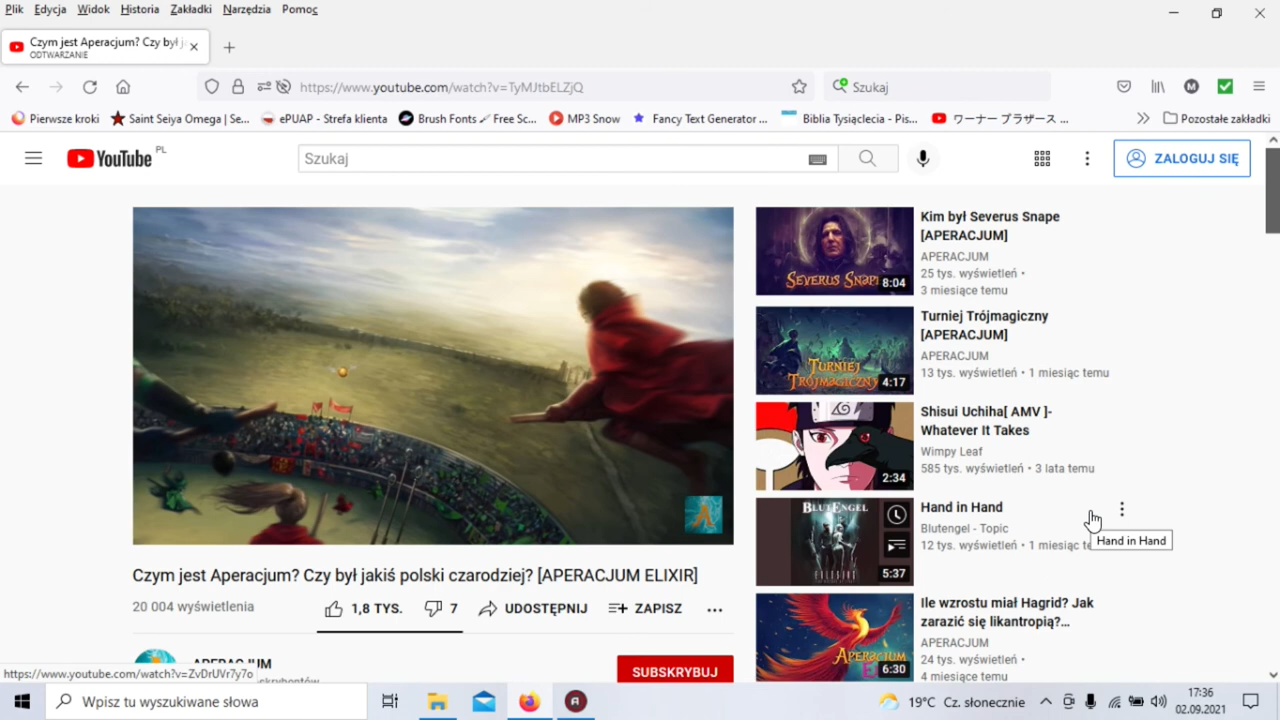 Plik Edycja Widok Historia Zakładki Narzędzia Pomoc
Czym jest Aperacjum? Czy był j
ODTWARZANIE
https://www.youtube.com/watch?v=TyMJtbELZjQ
Szukaj
Pierwsze kroki
Saint Seiya Omega | Se...
ePUAP - Strefa klienta
Brush Fonts
Free Sc...
MP3 Snow
Fancy Text Generator ...
Biblia Tysiąclecia - Pis...
ワーナー ブラザース ...
Pozostałe zakładki
YouTube PL
Szukaj
ZALOGUJ SIĘ
SEVERUS SNAPE
8:04
Kim był Severus Snape
[APERACJUM]
APERACJUM
25 tys. wyświetleń •
3 miesiące temu
TURNIEJ
TRÓJMAGICZNY
4:17
Turniej Trójmagiczny
[APERACJUM]
APERACJUM
13 tys. wyświetleń • 1 miesiąc temu
2:34
Shisui Uchiha[ AMV ]-
Whatever It Takes
Wimpy Leaf
585 tys. wyświetleń • 3 lata temu
BLUTENGEL
5:37
Hand in Hand
Blutengel - Topic
12 tys. wyświetleń • 1 miesiąc te
Hand in Hand
APERACJUM
6:30
Ile wzrostu miał Hagrid? Jak
zarazić się likantropią?...
APERACJUM
24 tys. wyświetleń •
4 miesiące temu
Czym jest Aperacjum? Czy był jakiś polski czarodziej? [APERACJUM ELIXIR]
20 004 wyświetlenia
1,8 TYS.
7
UDOSTĘPNIJ
ZAPISZ
APERACJUM
SUBSKRYBUJ
https://www.youtube.com/watch?v=ZvDrUVr7y7o
Wpisz tu wyszukiwane słowa
19°C Cz. słonecznie
17:36
02.09.2021